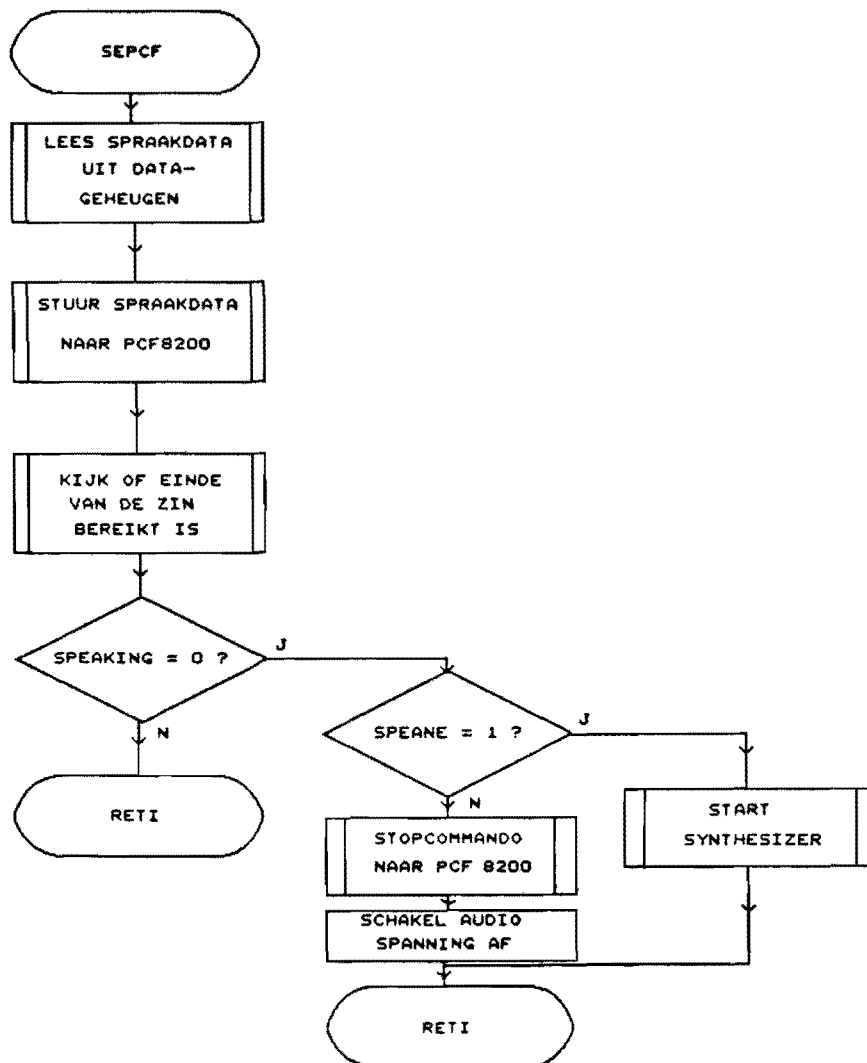 SEPCF
LEES SPRAAKDATA
UIT DATA-
GEHEUGEN
STUUR SPRAAKDATA
NAAR PCF8200
KIJK OF EINDE
VAN DE ZIN
BEREIKT IS
SPEAKING = 0 ?
J
N
RETI
SPEANE = 1 ?
J
N
STOPCOMMANDO
NAAR PCF 8200
START
SYNTHESIZER
SCHAKEL AUDIO
SPANNING AF
RETI